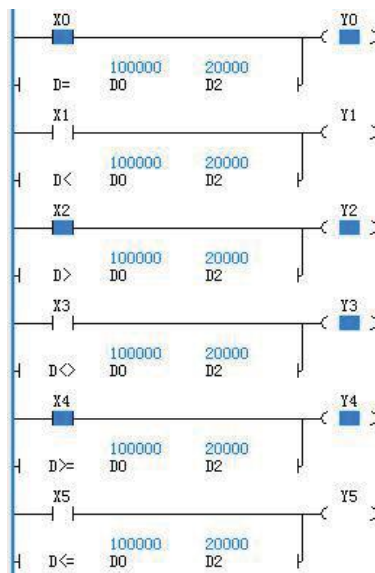 X0 Y0
100000 20000
D= D0 D2
X1 Y1
100000 20000
D< D0 D2
X2 Y2
100000 20000
D> D0 D2
X3 Y3
100000 20000
D<> D0 D2
X4 Y4
100000 20000
D>= D0 D2
X5 Y5
100000 20000
D<= D0 D2